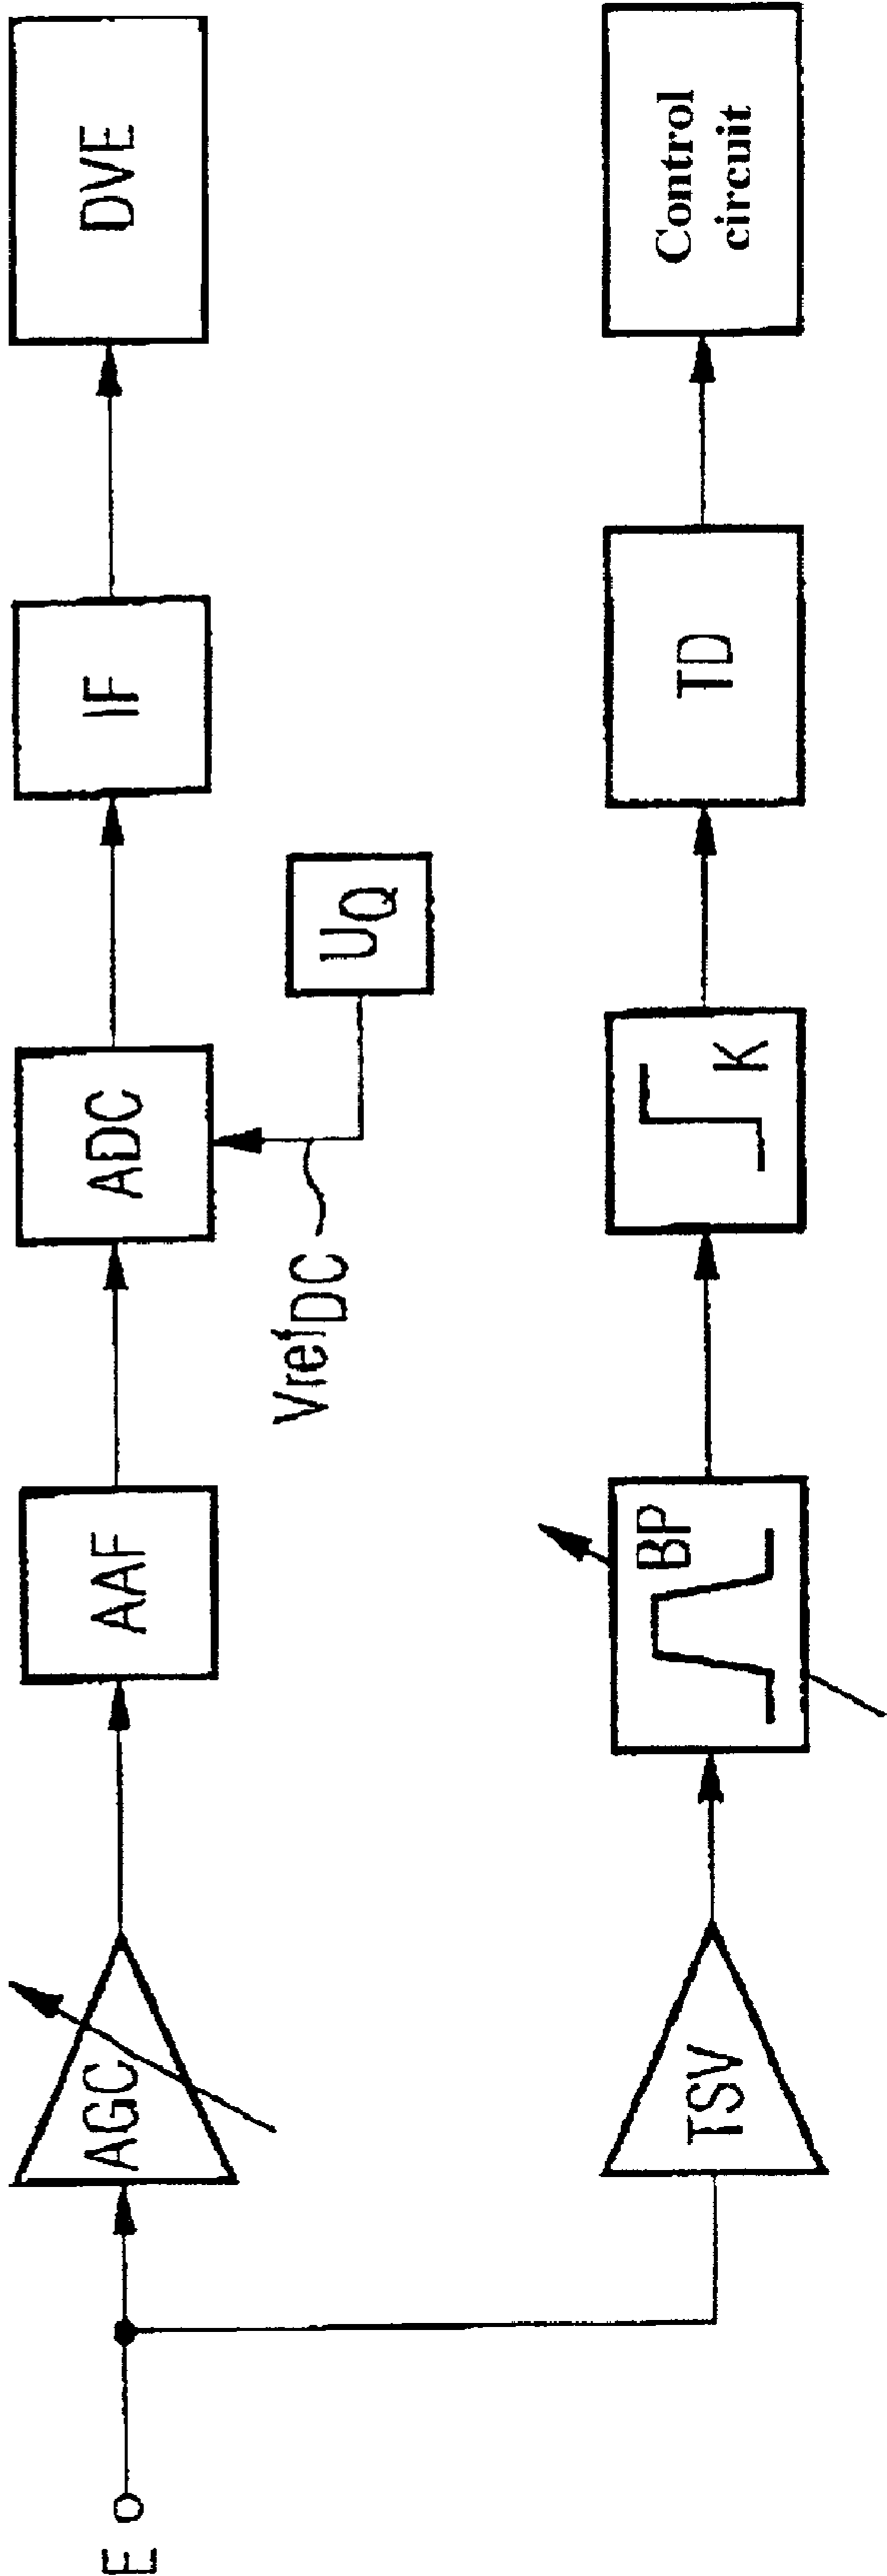 E
AGC
AAF
ADC
IF
DVE
VrefDC
UQ
TSV
BP
K
TD
Control
circuit